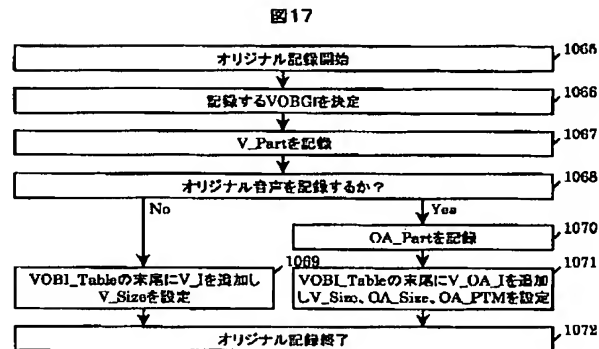 図17
オリジナル記録開始
1065
記録するVOBGIを決定
1066
V_Partを記録
1067
オリジナル音声を記録するか？
1068
No
Yes
OA_Partを記録
1070
VOBI_Tableの末尾にV_Iを追加し
V_Sizeを設定
1069
VOBI_Tableの末尾にV_OA_Iを追加
しV_Size、OA_Size、OA_PTMを設定
1071
オリジナル記録終了
1072